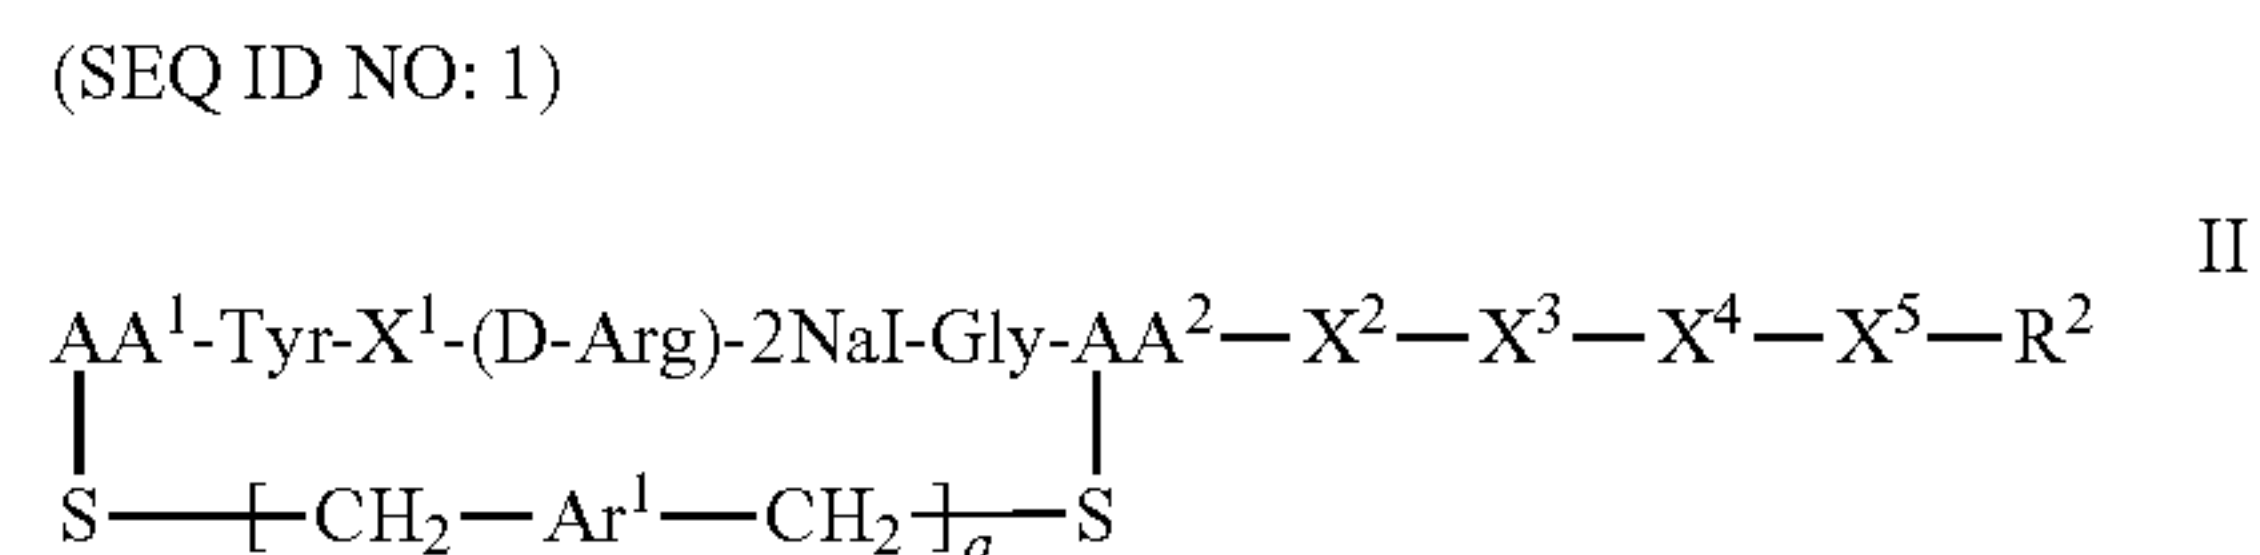 (SEQ ID NO: 1)
II
AA¹-Tyr-X¹-(D-Arg)-2NaI-Gly-AA²—X²—X³—X⁴—X⁵—R²
S—[CH₂—Ar¹—CH₂]ₐ—S